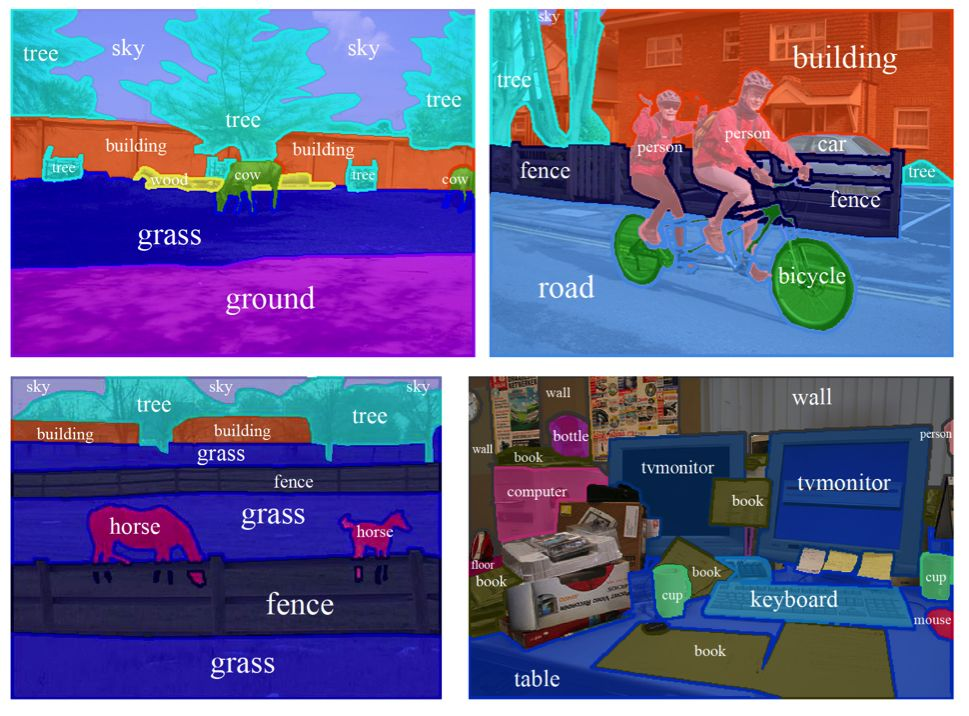 sky
sky
tree
tree
tree
building
building
tree
wood
cow
tree
cow
grass
ground
sky
building
tree
person
person
car
fence
tree
fence
bicycle
road
sky
sky
sky
tree
tree
building
building
grass
fence
grass
horse
horse
fence
grass
wall
wall
bottle
person
wall
book
tvmonitor
computer
tvmonitor
book
floor
book
book
cup
cup
keyboard
mouse
book
table